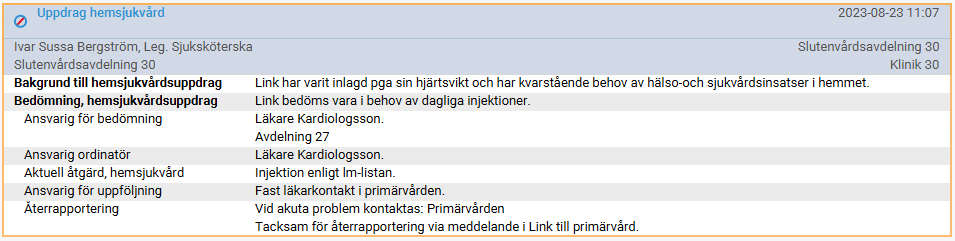 Uppdrag hemsjukvård 2023-08-23 11:07
Ivar Sussa Bergström, Leg. Sjuksköterska Slutenvårdsavdelning 30
Slutenvårdsavdelning 30 Klinik 30
Bakgrund till hemsjukvårdsuppdrag Link har varit inlagd pga sin hjärtsvikt och har kvarstående behov av hälso-och sjukvårdsinsatser i hemmet.
Bedömning, hemsjukvårdsuppdrag Link bedöms vara i behov av dagliga injektioner.
Ansvarig för bedömning Läkare Kardiologsson.
Avdelning 27
Ansvarig ordinatör Läkare Kardiologsson.
Aktuell åtgärd, hemsjukvård Injektion enligt lm-listan.
Ansvarig för uppföljning Fast läkarkontakt i primärvården.
Återrapportering Vid akuta problem kontaktas: Primärvården
Tacksam för återrapportering via meddelande i Link till primärvård.